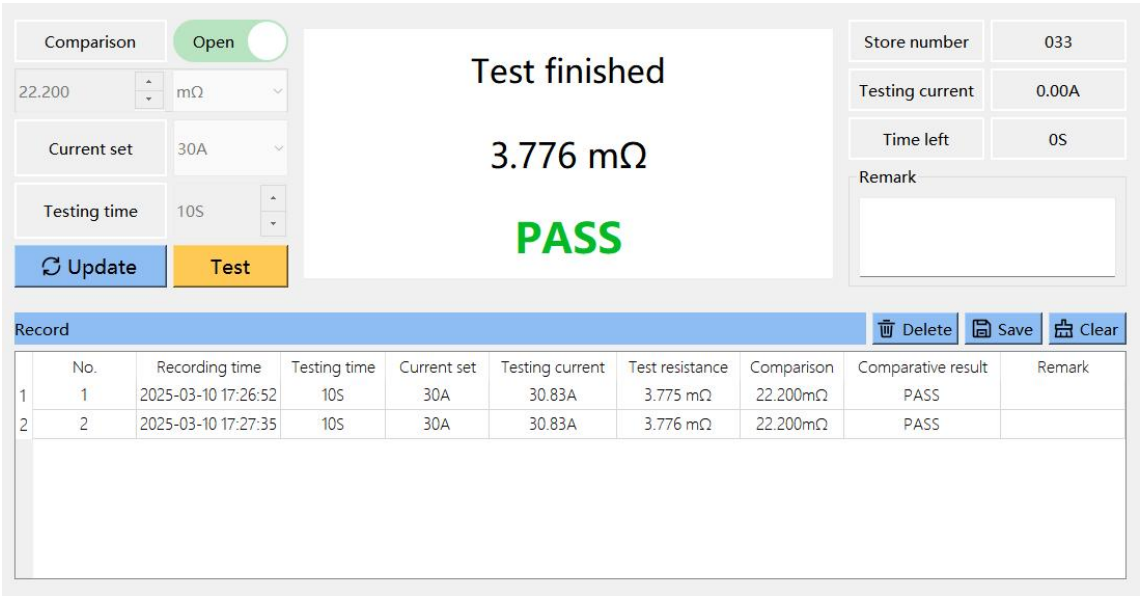 Comparison Open
22.200 mΩ
Current set 30A
Testing time 10S
Update Test
Test finished
3.776 mΩ
PASS
Store number 033
Testing current 0.00A
Time left 0S
Remark
Record Delete Save Clear
No. Recording time Testing time Current set Testing current Test resistance Comparison Comparative result Remark
1 1 2025-03-10 17:26:52 10S 30A 30.83A 3.775 mΩ 22.200mΩ PASS
2 2 2025-03-10 17:27:35 10S 30A 30.83A 3.776 mΩ 22.200mΩ PASS